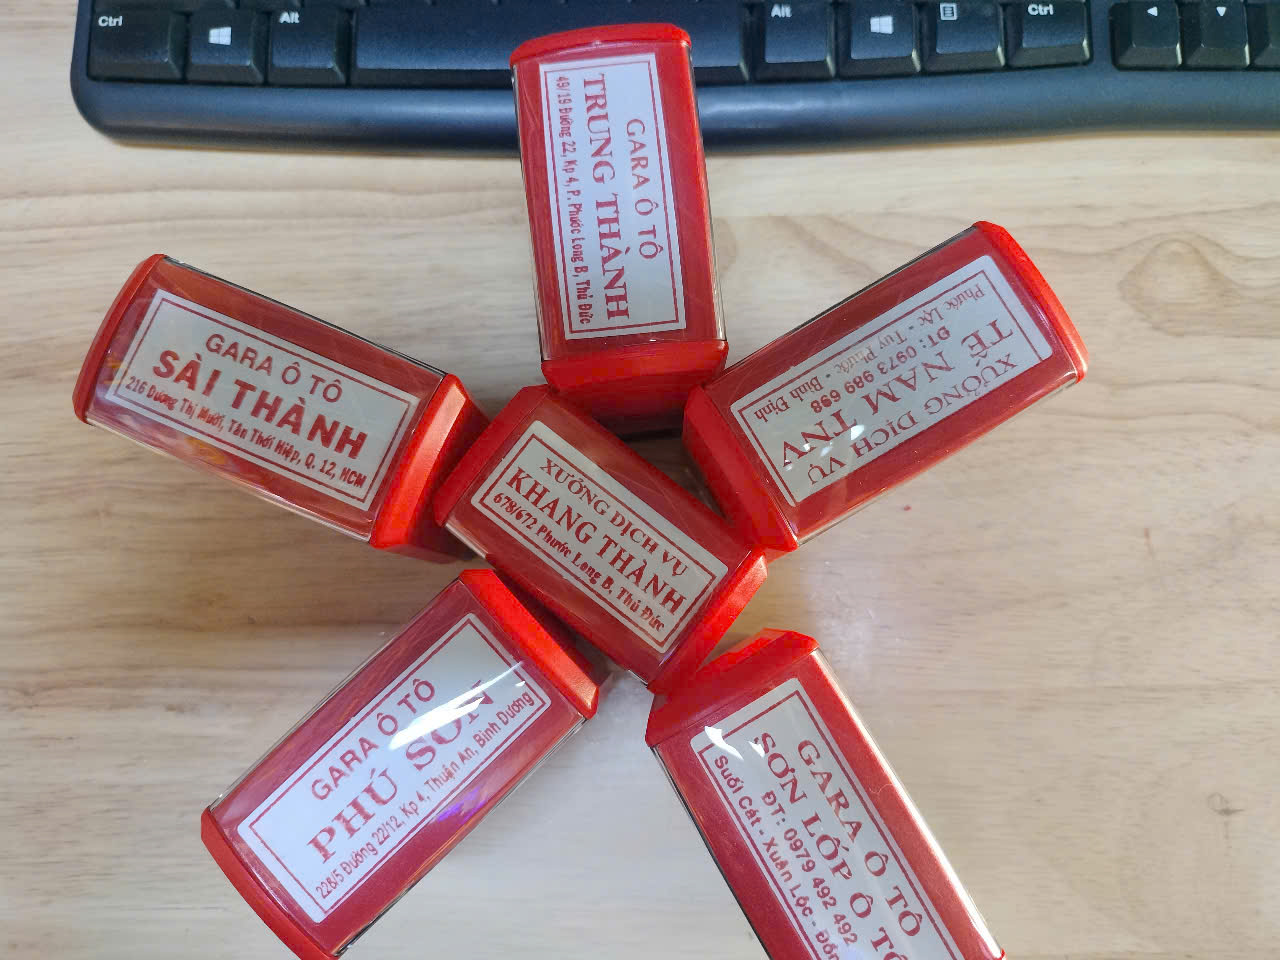 Ctrl
Alt
Alt
Ctrl
GARA Ô TÔ
TRUNG THÀNH
49/19 Đường 22, Kp 4, P. Phước Long B, Thủ Đức
GARA Ô TÔ
SÀI THÀNH
216 Dương Thị Mười, Tân Thới Hiệp, Q. 12, HCM
XƯỞNG DỊCH VỤ
TẾ NAM TNV
ĐT: 0973 989 698
Phước Lộc - Tuy Phước - Bình Định
XƯỞNG DỊCH VỤ
KHANG THÀNH
678/672 Phước Long B, Thủ Đức
GARA Ô TÔ
PHÚ SƠN
228/5 Đường 22/12, Kp 4, Thuận An, Bình Dương
GARA Ô TÔ
SƠN LỐP Ô TÔ
ĐT: 0979 492 492
Suối Cát - Xuân Lộc -